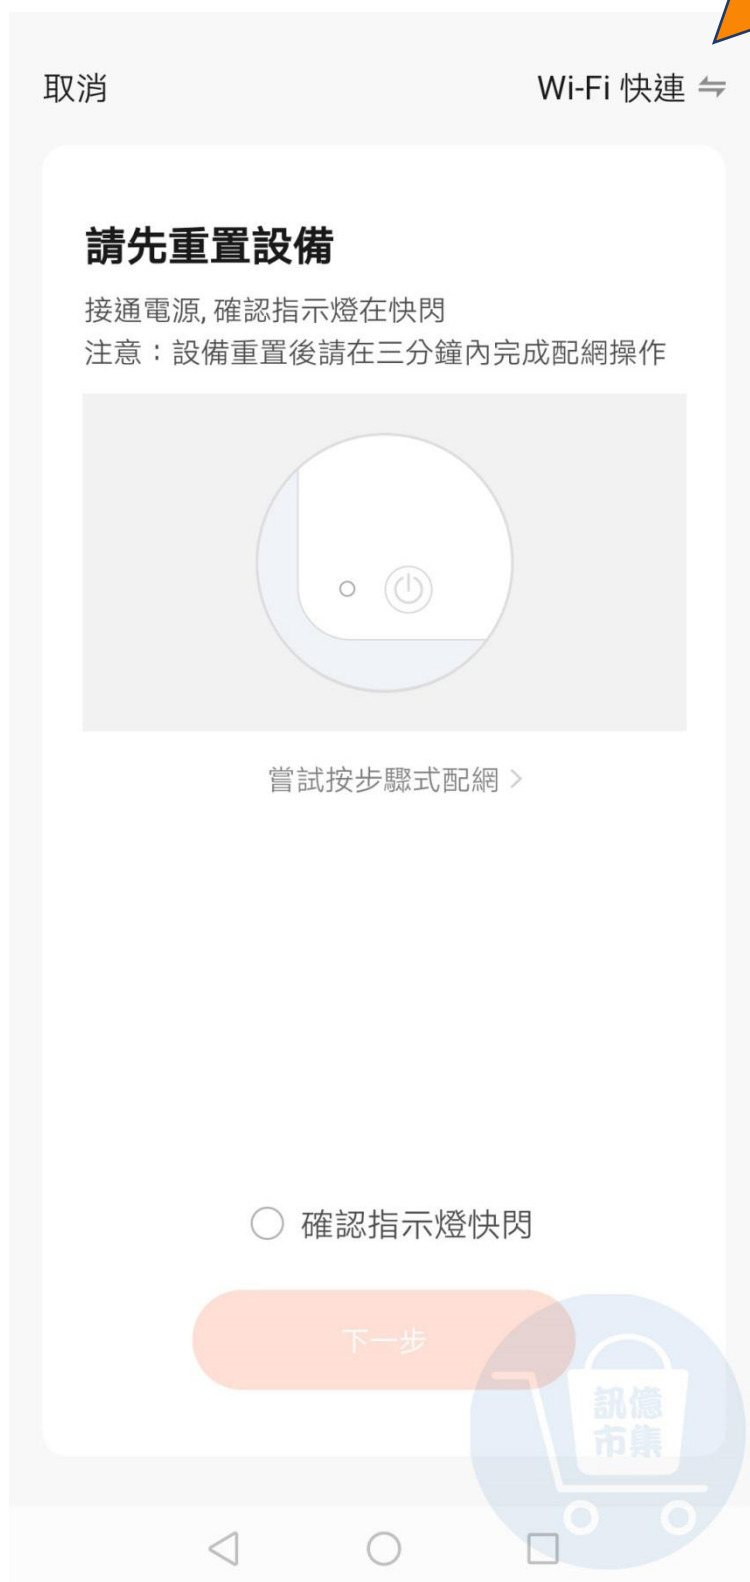 取消
Wi-Fi 快連
請先重置設備
接通電源, 確認指示燈在快閃
注意：設備重置後請在三分鐘內完成配網操作
嘗試按步驟式配網
確認指示燈快閃
下一步
訊億
市集